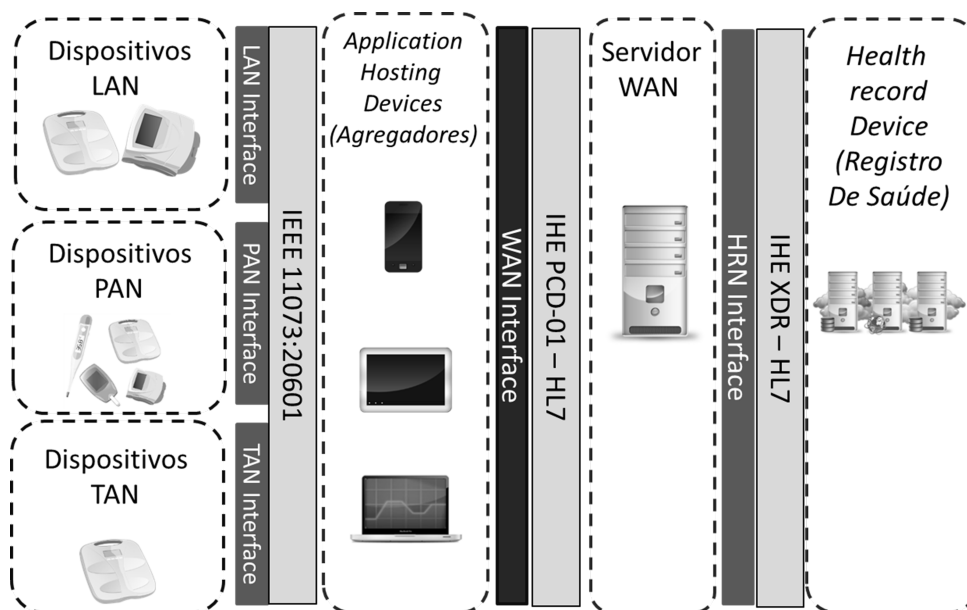 Dispositivos
LAN
Dispositivos
PAN
Dispositivos
TAN
LAN Interface
PAN Interface
TAN Interface
IEEE 11073:20601
Application
Hosting
Devices
(Agregadores)
WAN Interface
IHE PCD-01 – HL7
Servidor
WAN
HRN Interface
IHE XDR – HL7
Health
record
Device
(Registro
De Saúde)